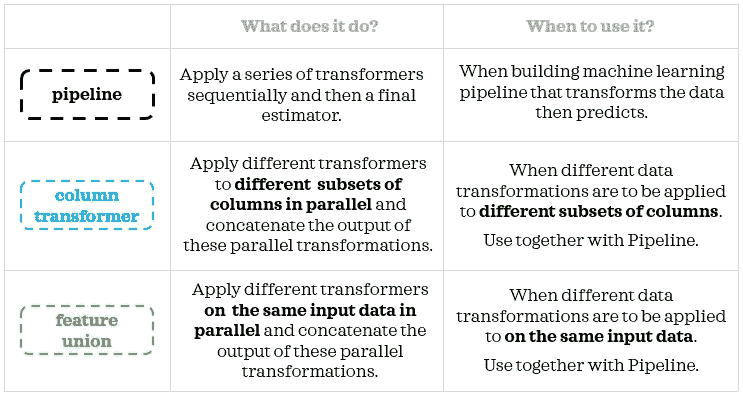 What does it do?
When to use it?
pipeline
Apply a series of transformers
sequentially and then a final
estimator.
When building machine learning
pipeline that transforms the data
then predicts.
column
transformer
Apply different transformers
to different subsets of
columns in parallel and
concatenate the output of
these parallel transformations.
When different data
transformations are to be applied
to different subsets of columns.
Use together with Pipeline.
feature
union
Apply different transformers
on the same input data in
parallel and concatenate the
output of these parallel
transformations.
When different data
transformations are to be applied
to on the same input data.
Use together with Pipeline.